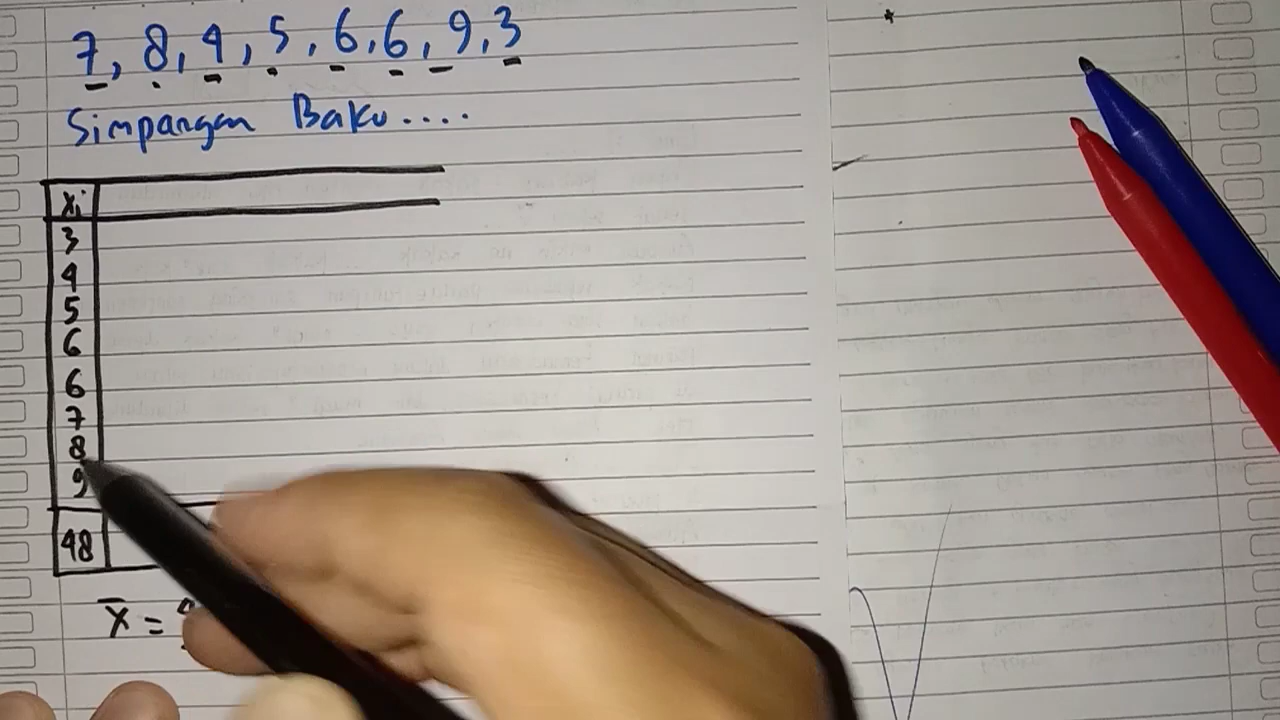 7, 8, 4, 5, 6, 6, 9, 3
Simpangan Baku....
xi
3
4
5
6
6
7
8
9
48
x̄ =